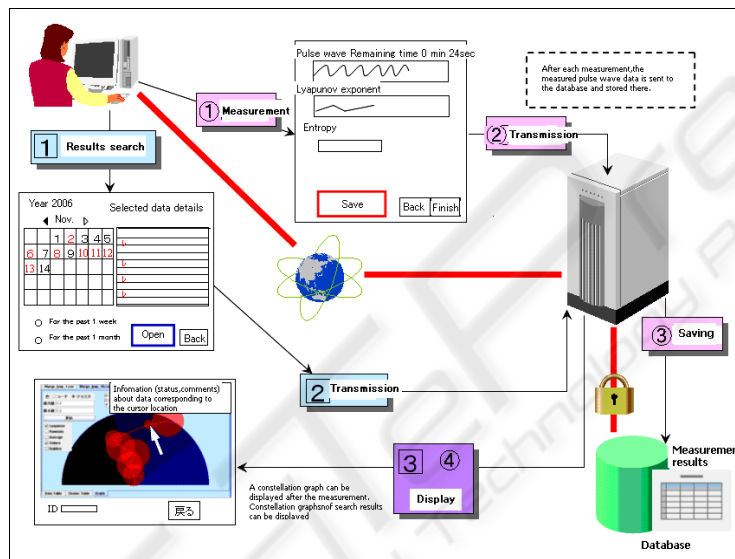 Pulse wave Remaining time 0 min 24sec
Lyapunov exponent
Entropy
Save
Back
Finish
① Measurement
② Transmission
After each measurement,the
measured pulse wave data is sent to
the database and stored there.
1 Results search
Year 2006
Nov.
Selected data details
1 2 3 4 5
6 7 8 9 10 11 12
13 14
For the past 1 week
For the past 1 month
Open
Back
2 Transmission
③ Saving
Infomation (status,comments)
about data corresponding to
the cursor location
ID
戻る
A constellation graph can be
displayed after the measurement.
Constellation graphsnof search results
can be displayed
3 ④
Display
Measuremen
results
Database